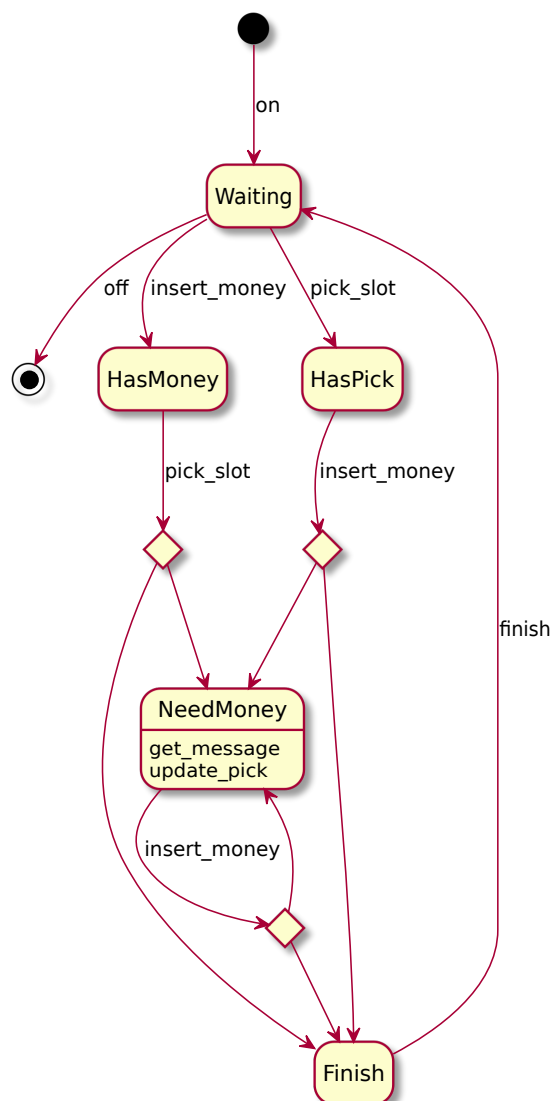 on
Waiting
off
insert_money
pick_slot
HasMoney
HasPick
pick_slot
insert_money
finish
NeedMoney
get_message
update_pick
insert_money
Finish